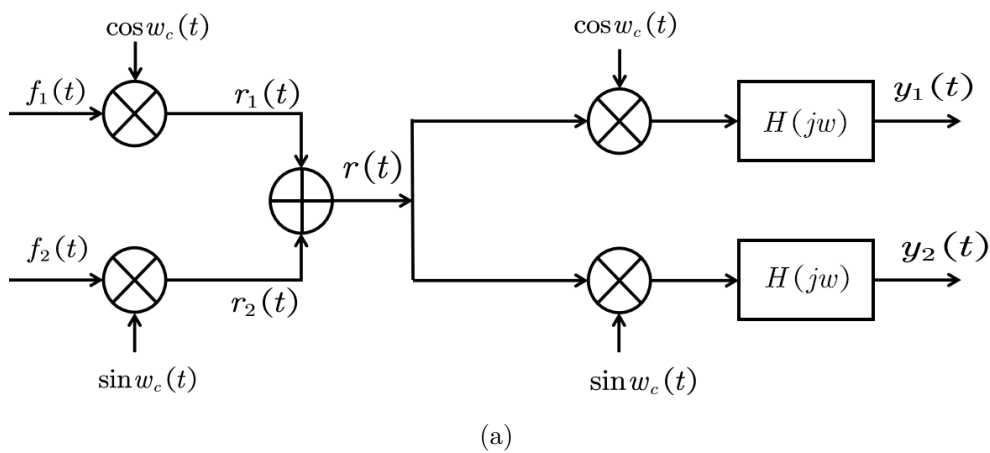 cos w_c(t)
cos w_c(t)
f_1(t)
r_1(t)
H(jw)
y_1(t)
r(t)
f_2(t)
r_2(t)
H(jw)
y_2(t)
sin w_c(t)
sin w_c(t)
(a)